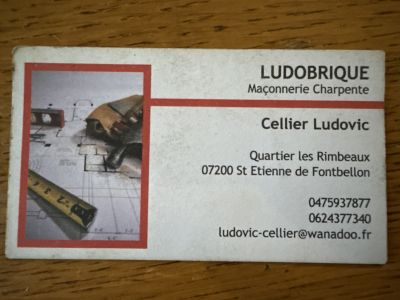 LUDOBRIQUE
Maçonnerie Charpente
Cellier Ludovic
Quartier les Rimbeaux
07200 St Etienne de Fontbellon
0475937877
0624377340
ludovic-cellier@wanadoo.fr